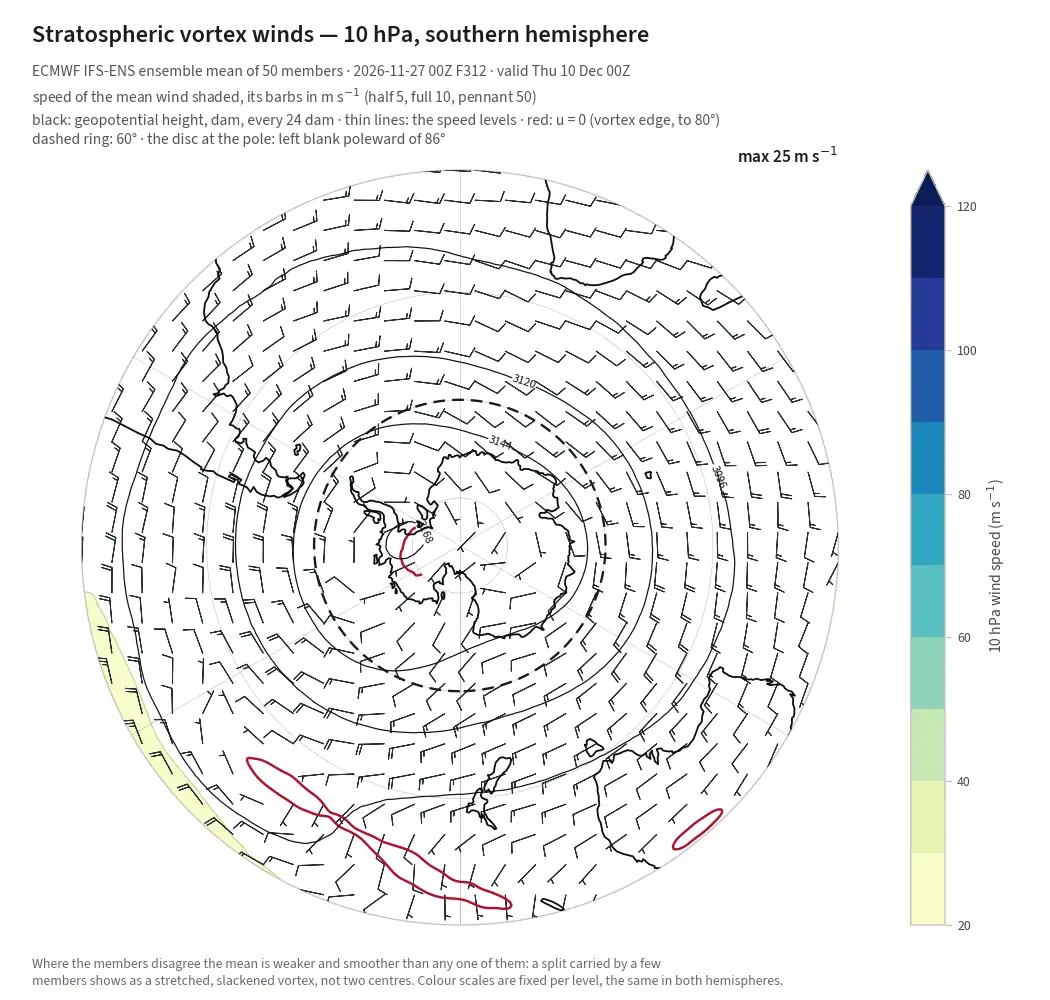 Stratospheric vortex winds — 10 hPa, southern hemisphere
ECMWF IFS-ENS ensemble mean of 50 members · 2026-11-27 00Z F312 · valid Thu 10 Dec 00Z
speed of the mean wind shaded, its barbs in m s⁻¹ (half 5, full 10, pennant 50)
black: geopotential height, dam, every 24 dam · thin lines: the speed levels · red: u = 0 (vortex edge, to 80°)
dashed ring: 60° · the disc at the pole: left blank poleward of 86°
max 25 m s⁻¹
120
100
80
60
40
20
10 hPa wind speed (m s⁻¹)
3120
3144
3096
Where the members disagree the mean is weaker and smoother than any one of them: a split carried by a few
members shows as a stretched, slackened vortex, not two centres. Colour scales are fixed per level, the same in both hemispheres.